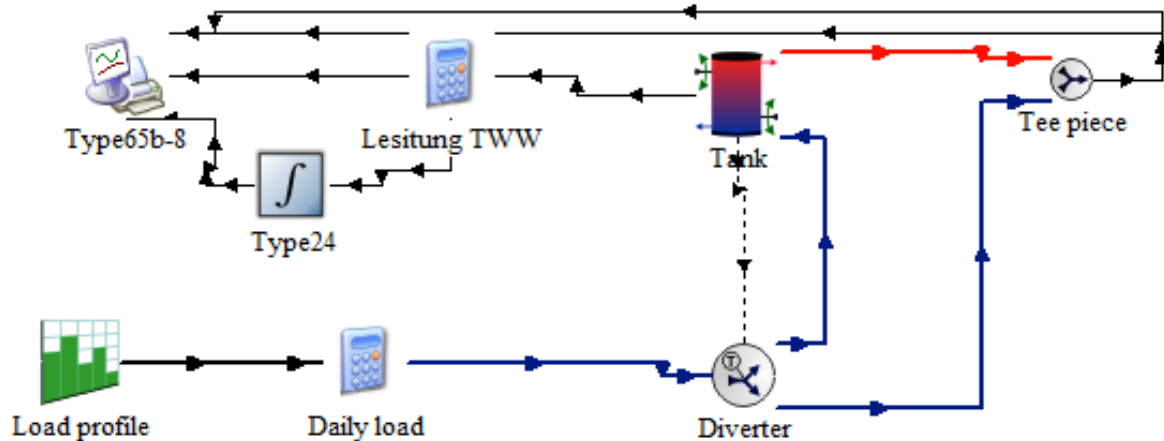 Type65b-8
Lesitung TWW
Tank
Tee piece
Type24
T
Load profile
Daily load
Diverter